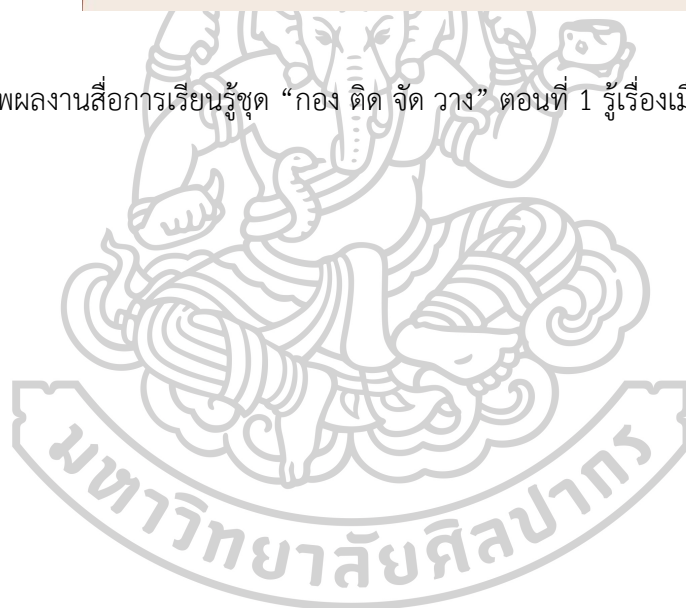 พผลงานสื่อการเรียนรู้ชุด “กอง ติด จัด วาง” ตอนที่ 1 รู้เรื่องเมื
มหาวิทยาลัยศิลปากร